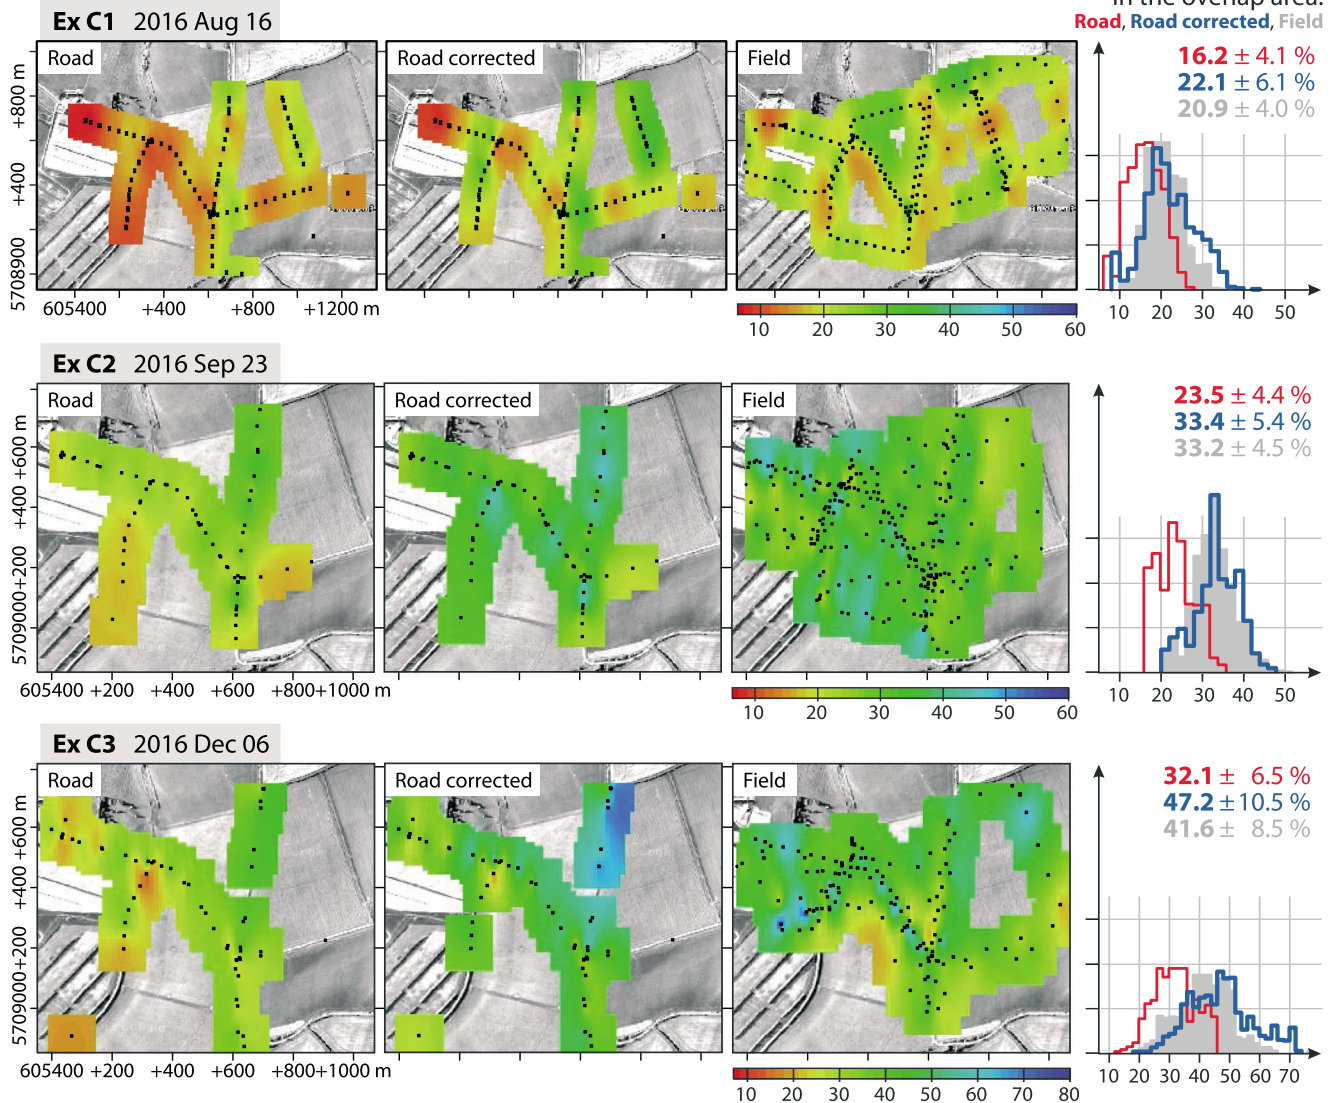 in the overlap area:
Road, Road corrected, Field
Ex C1 2016 Aug 16
Road
Road corrected
Field
16.2 ± 4.1 %
22.1 ± 6.1 %
20.9 ± 4.0 %
5708900 +400 +800 m
605400 +400 +800 +1200 m
10 20 30 40 50 60
10 20 30 40 50
Ex C2 2016 Sep 23
Road
Road corrected
Field
23.5 ± 4.4 %
33.4 ± 5.4 %
33.2 ± 4.5 %
5709000 +200 +400 +600 m
605400 +200 +400 +600 +800 +1000 m
10 20 30 40 50 60
10 20 30 40 50
Ex C3 2016 Dec 06
Road
Road corrected
Field
32.1 ± 6.5 %
47.2 ± 10.5 %
41.6 ± 8.5 %
5709000 +200 +400 +600 m
605400 +200 +400 +600 +800 +1000 m
10 20 30 40 50 60 70 80
10 20 30 40 50 60 70